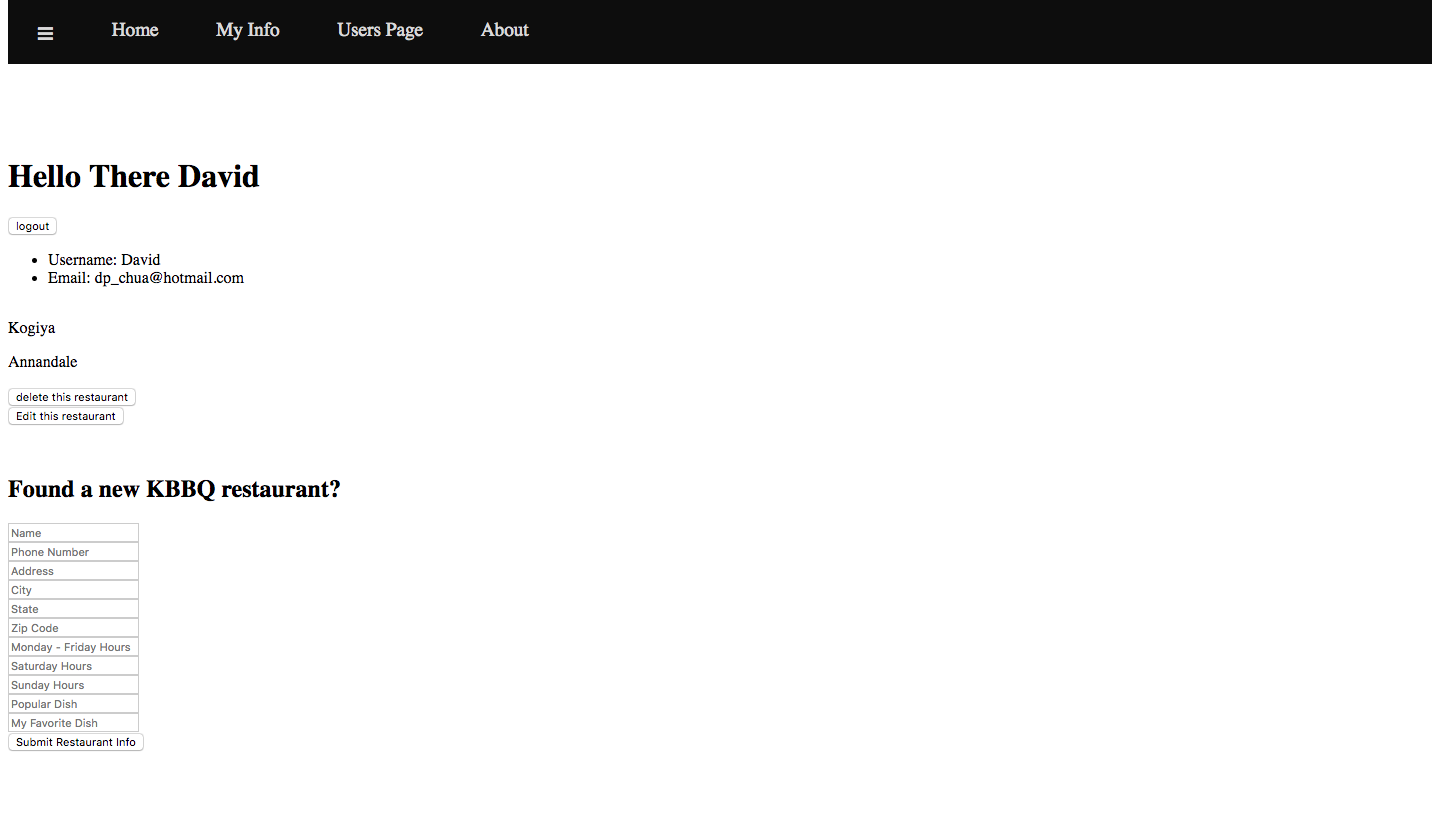 Home My Info Users Page About
Hello There David
logout
Username: David
Email: dp_chua@hotmail.com
Kogiya
Annandale
delete this restaurant
Edit this restaurant
Found a new KBBQ restaurant?
Name
Phone Number
Address
City
State
Zip Code
Monday - Friday Hours
Saturday Hours
Sunday Hours
Popular Dish
My Favorite Dish
Submit Restaurant Info